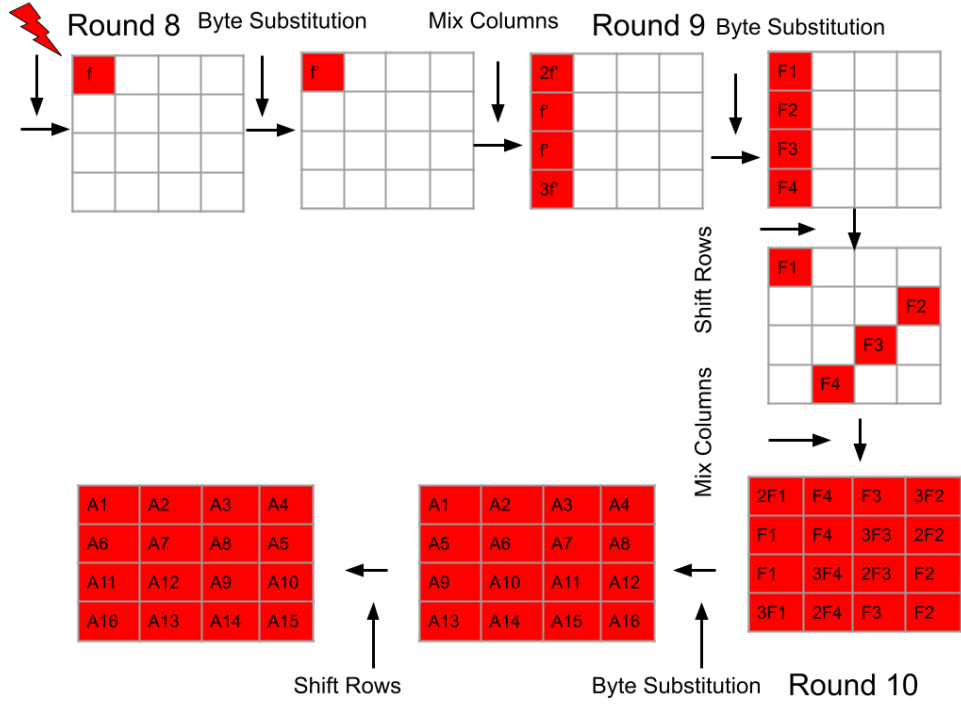 Round 8
Byte Substitution
Mix Columns
Round 9
Byte Substitution
f
f'
2f'
f'
f'
3f'
F1
F2
F3
F4
Shift Rows
F1
F2
F3
F4
Mix Columns
2F1 F4 F3 3F2
F1 F4 3F3 2F2
F1 3F4 2F3 F2
3F1 2F4 F3 F2
Round 10
Byte Substitution
A1 A2 A3 A4
A5 A6 A7 A8
A9 A10 A11 A12
A13 A14 A15 A16
Shift Rows
A1 A2 A3 A4
A6 A7 A8 A5
A11 A12 A9 A10
A16 A13 A14 A15